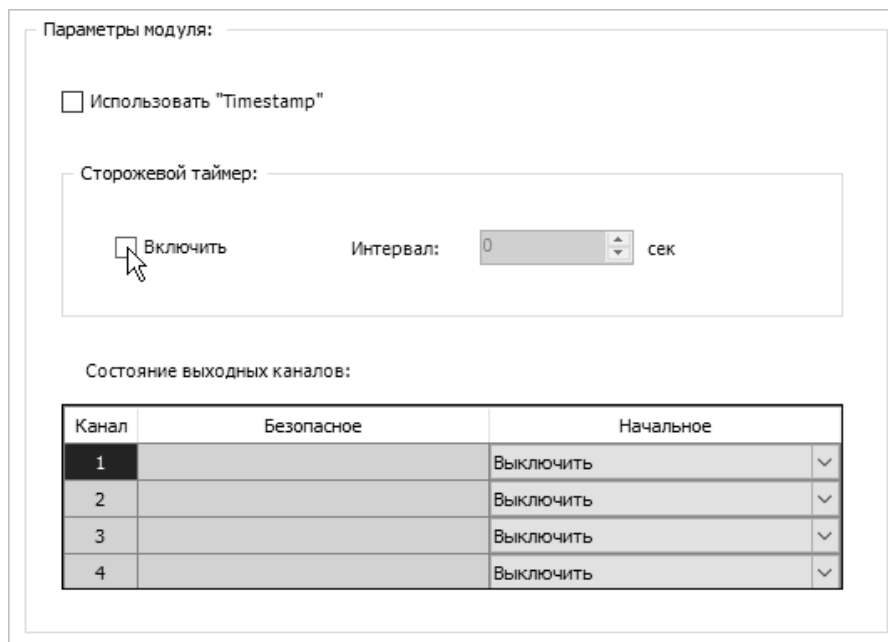 Параметры модуля:
Использовать "Timestamp"
Сторожевой таймер:
Включить Интервал: 0 сек
Состояние выходных каналов:
Канал Безопасное Начальное
1 Выключить
2 Выключить
3 Выключить
4 Выключить